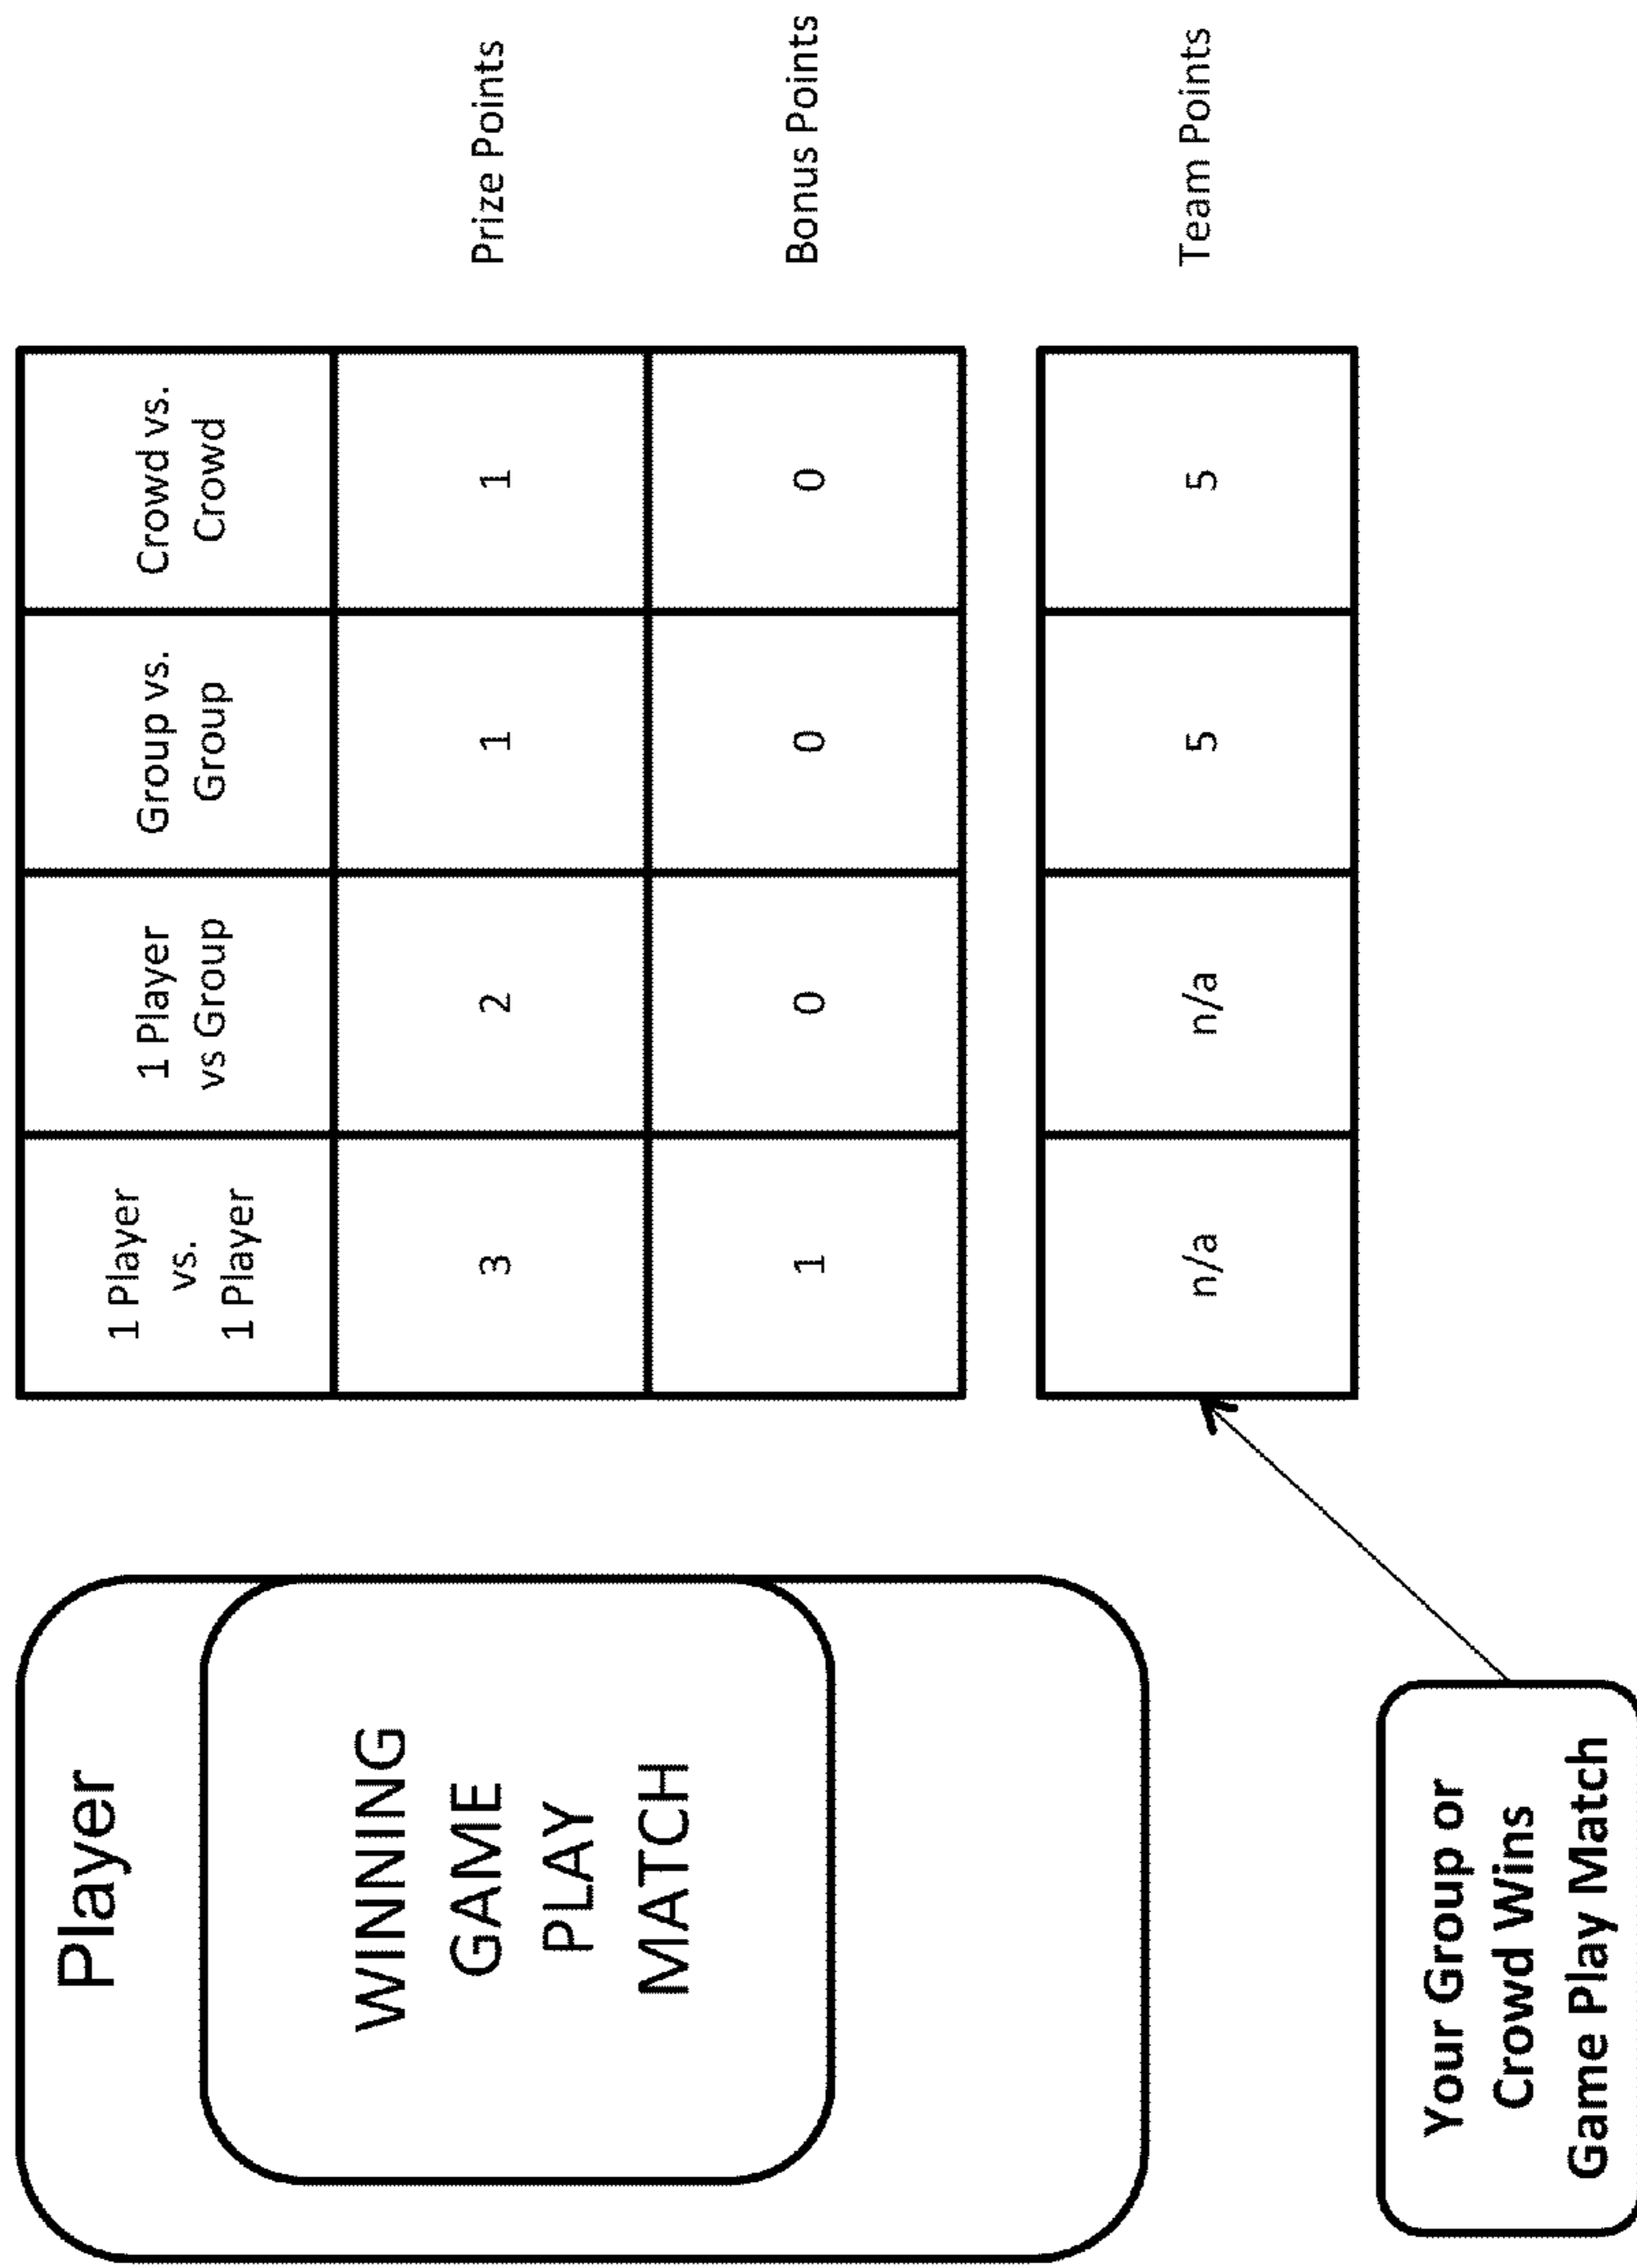 Player
WINNING
GAME
PLAY
MATCH
1 Player
vs.
1 Player
1 Player
vs Group
Group vs.
Group
Crowd vs.
Crowd
3
2
1
1
Prize Points
1
0
0
0
Bonus Points
n/a
n/a
5
5
Team Points
Your Group or
Crowd Wins
Game Play Match